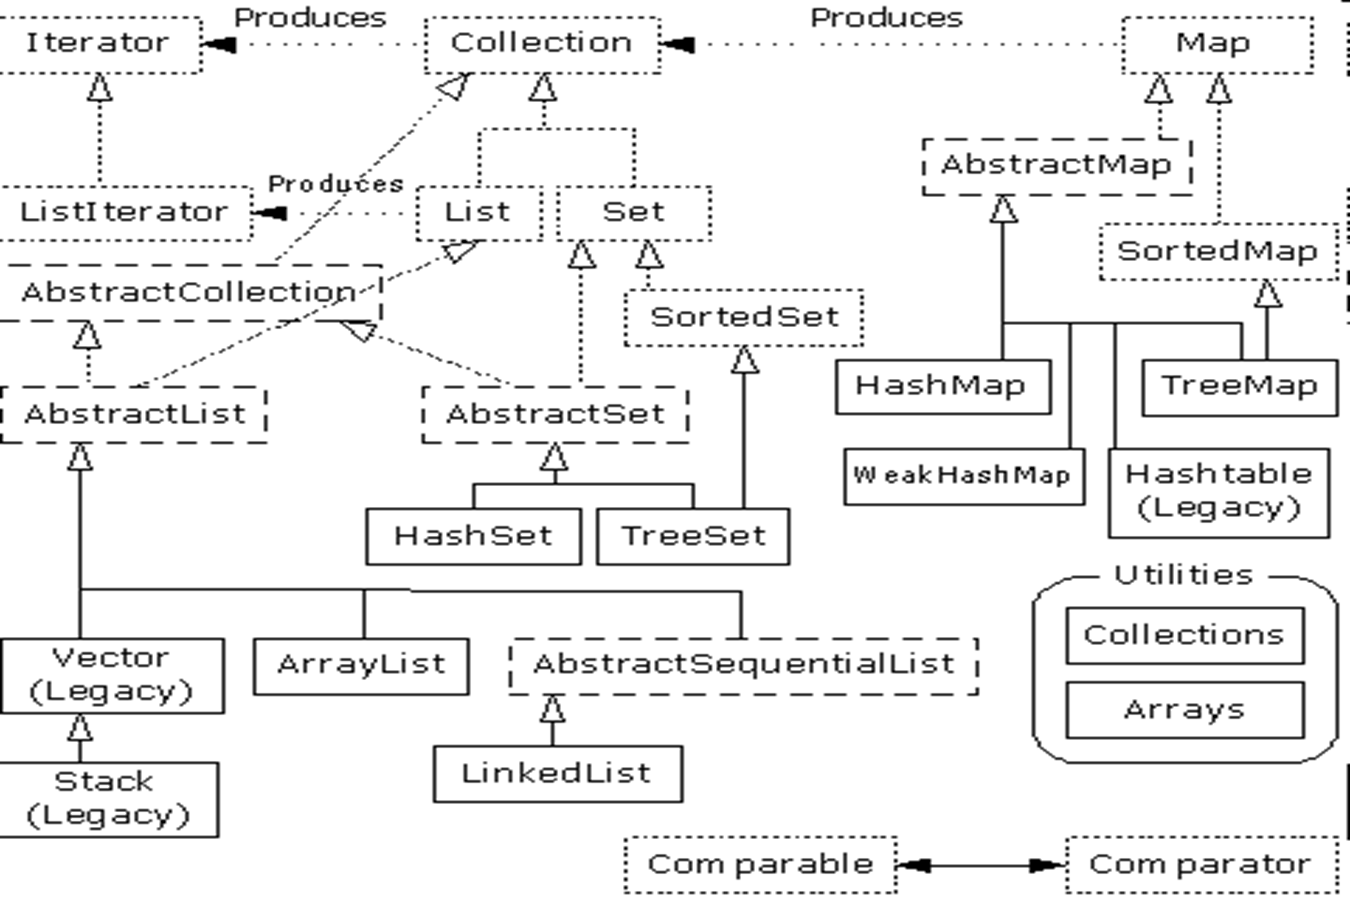 Produces
Produces
Iterator
Collection
Map
AbstractMap
Produces
ListIterator
List
Set
SortedMap
AbstractCollection
SortedSet
HashMap
TreeMap
AbstractList
AbstractSet
WeakHashMap
Hashtable
(Legacy)
HashSet
TreeSet
Utilities
Collections
Vector
(Legacy)
ArrayList
AbstractSequentialList
Arrays
LinkedList
Stack
(Legacy)
Comparable
Comparator